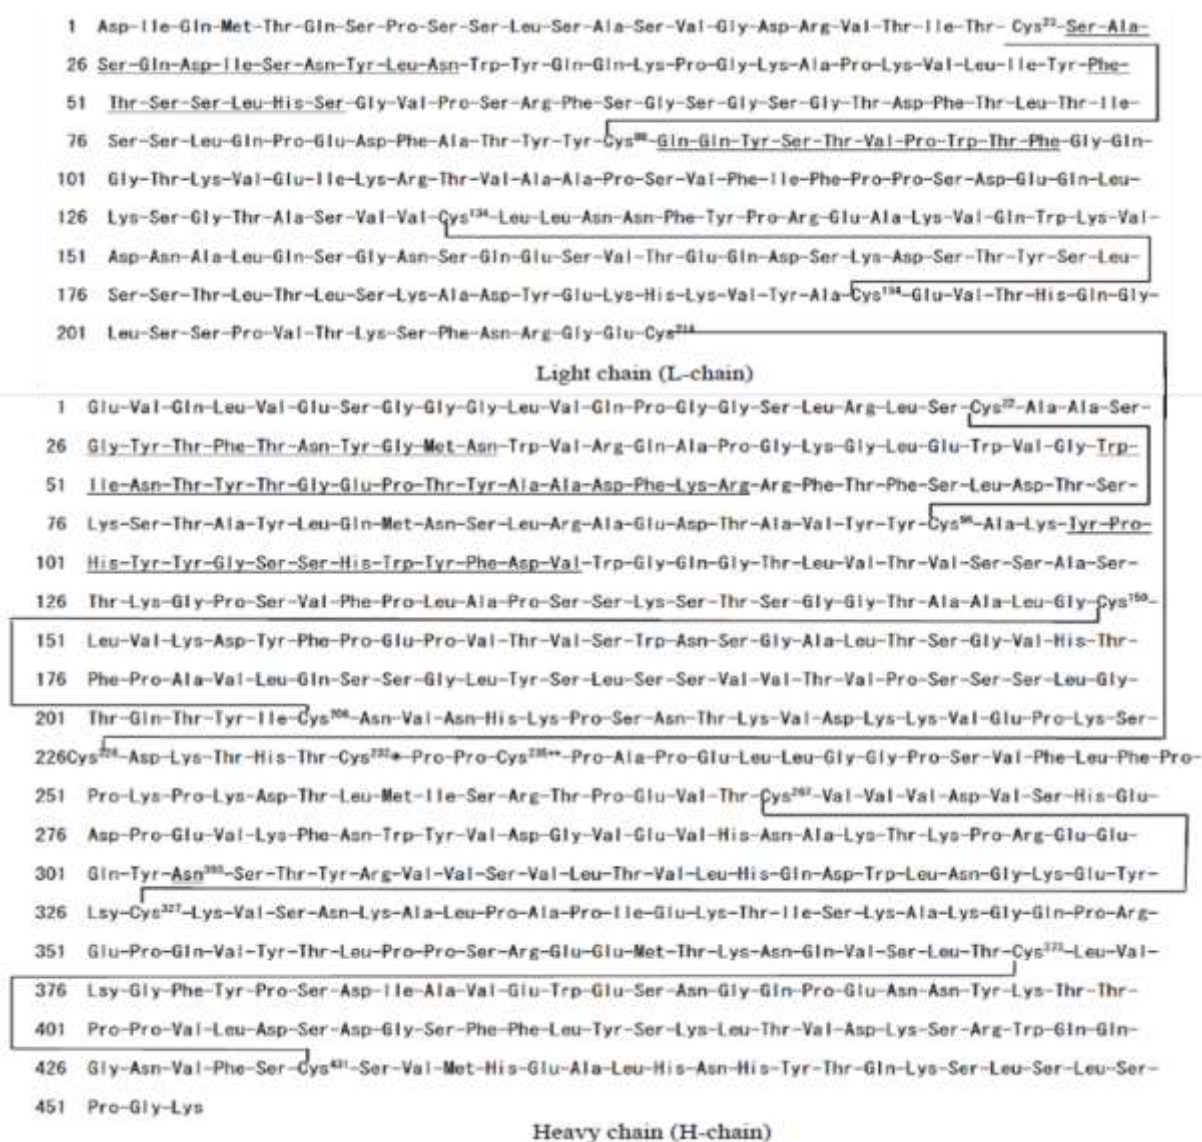 1 Asp-Ile-Gln-Met-Thr-Gln-Ser-Pro-Ser-Ser-Leu-Ser-Ala-Ser-Val-Gly-Asp-Arg-Val-Thr-Ile-Thr- Cys²³-Ser-Ala-
26 Ser-Gln-Asp-Ile-Ser-Asn-Tyr-Leu-Asn-Trp-Tyr-Gln-Gln-Lys-Pro-Gly-Lys-Ala-Pro-Lys-Val-Leu-Ile-Tyr-Phe-
51 Thr-Ser-Ser-Leu-His-Ser-Gly-Val-Pro-Ser-Arg-Phe-Ser-Gly-Ser-Gly-Ser-Gly-Thr-Asp-Phe-Thr-Leu-Thr-Ile-
76 Ser-Ser-Leu-Gln-Pro-Glu-Asp-Phe-Ala-Thr-Tyr-Tyr-Cys⁸⁸-Gln-Gln-Tyr-Ser-Thr-Val-Pro-Trp-Thr-Phe-Gly-Gln-
101 Gly-Thr-Lys-Val-Glu-Ile-Lys-Arg-Thr-Val-Ala-Ala-Pro-Ser-Val-Phe-Ile-Phe-Pro-Pro-Ser-Asp-Glu-Gln-Leu-
126 Lys-Ser-Gly-Thr-Ala-Ser-Val-Val-Cys¹³⁴-Leu-Leu-Asn-Asn-Phe-Tyr-Pro-Arg-Glu-Ala-Lys-Val-Gln-Trp-Lys-Val-
151 Asp-Asn-Ala-Leu-Gln-Ser-Gly-Asn-Ser-Gln-Glu-Ser-Val-Thr-Glu-Gln-Asp-Ser-Lys-Asp-Ser-Thr-Tyr-Ser-Leu-
176 Ser-Ser-Thr-Leu-Thr-Leu-Ser-Lys-Ala-Asp-Tyr-Glu-Lys-His-Lys-Val-Tyr-Ala-Cys¹⁹⁴-Glu-Val-Thr-His-Gln-Gly-
201 Leu-Ser-Ser-Pro-Val-Thr-Lys-Ser-Phe-Asn-Arg-Gly-Glu-Cys²¹⁴
Light chain (L-chain)
1 Glu-Val-Gln-Leu-Val-Glu-Ser-Gly-Gly-Gly-Leu-Val-Gln-Pro-Gly-Gly-Ser-Leu-Arg-Leu-Ser-Cys²²-Ala-Ala-Ser-
26 Gly-Tyr-Thr-Phe-Thr-Asn-Tyr-Gly-Met-Asn-Trp-Val-Arg-Gln-Ala-Pro-Gly-Lys-Gly-Leu-Glu-Trp-Val-Gly-Trp-
51 Ile-Asn-Thr-Tyr-Thr-Gly-Glu-Pro-Thr-Tyr-Ala-Ala-Asp-Phe-Lys-Arg-Arg-Phe-Thr-Phe-Ser-Leu-Asp-Thr-Ser-
76 Lys-Ser-Thr-Ala-Tyr-Leu-Gln-Met-Asn-Ser-Leu-Arg-Ala-Glu-Asp-Thr-Ala-Val-Tyr-Tyr-Cys⁹⁶-Ala-Lys-Tyr-Pro-
101 His-Tyr-Tyr-Gly-Ser-Ser-His-Trp-Tyr-Phe-Asp-Val-Trp-Gly-Gln-Gly-Thr-Leu-Val-Thr-Val-Ser-Ser-Ala-Ser-
126 Thr-Lys-Gly-Pro-Ser-Val-Phe-Pro-Leu-Ala-Pro-Ser-Ser-Lys-Ser-Thr-Ser-Gly-Gly-Thr-Ala-Ala-Leu-Gly-Cys¹⁵⁰-
151 Leu-Val-Lys-Asp-Tyr-Phe-Pro-Glu-Pro-Val-Thr-Val-Ser-Trp-Asn-Ser-Gly-Ala-Leu-Thr-Ser-Gly-Val-His-Thr-
176 Phe-Pro-Ala-Val-Leu-Gln-Ser-Ser-Gly-Leu-Tyr-Ser-Leu-Ser-Ser-Val-Val-Thr-Val-Pro-Ser-Ser-Ser-Leu-Gly-
201 Thr-Gln-Thr-Tyr-Ile-Cys²⁰⁶-Asn-Val-Asn-His-Lys-Pro-Ser-Asn-Thr-Lys-Val-Asp-Lys-Lys-Val-Glu-Pro-Lys-Ser-
226Cys²²⁶-Asp-Lys-Thr-His-Thr-Cys²³²*-Pro-Pro-Cys²³⁵**-Pro-Ala-Pro-Glu-Leu-Leu-Gly-Gly-Pro-Ser-Val-Phe-Leu-Phe-Pro-
251 Pro-Lys-Pro-Lys-Asp-Thr-Leu-Met-Ile-Ser-Arg-Thr-Pro-Glu-Val-Thr-Cys²⁶⁷-Val-Val-Val-Asp-Val-Ser-His-Glu-
276 Asp-Pro-Glu-Val-Lys-Phe-Asn-Trp-Tyr-Val-Asp-Gly-Val-Glu-Val-His-Asn-Ala-Lys-Thr-Lys-Pro-Arg-Glu-Glu-
301 Gln-Tyr-Asn³⁰³-Ser-Thr-Tyr-Arg-Val-Val-Ser-Val-Leu-Thr-Val-Leu-His-Gln-Asp-Trp-Leu-Asn-Gly-Lys-Glu-Tyr-
326 Lsy-Cys³²⁷-Lys-Val-Ser-Asn-Lys-Ala-Leu-Pro-Ala-Pro-Ile-Glu-Lys-Thr-Ile-Ser-Lys-Ala-Lys-Gly-Gln-Pro-Arg-
351 Glu-Pro-Gln-Val-Tyr-Thr-Leu-Pro-Pro-Ser-Arg-Glu-Glu-Met-Thr-Lys-Asn-Gln-Val-Ser-Leu-Thr-Cys³⁷³-Leu-Val-
376 Lsy-Gly-Phe-Tyr-Pro-Ser-Asp-Ile-Ala-Val-Glu-Trp-Glu-Ser-Asn-Gly-Gln-Pro-Glu-Asn-Asn-Tyr-Lys-Thr-Thr-
401 Pro-Pro-Val-Leu-Asp-Ser-Asp-Gly-Ser-Phe-Phe-Leu-Tyr-Ser-Lys-Leu-Thr-Val-Asp-Lys-Ser-Arg-Trp-Gln-Gln-
426 Gly-Asn-Val-Phe-Ser-Cys⁴³¹-Ser-Val-Met-His-Glu-Ala-Leu-His-Asn-His-Tyr-Thr-Gln-Lys-Ser-Leu-Ser-Leu-Ser-
451 Pro-Gly-Lys
Heavy chain (H-chain)